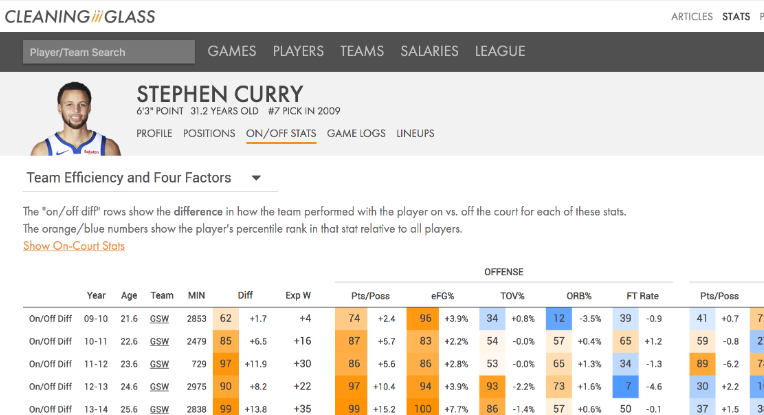 CLEANING GLASS
ARTICLES STATS
Player/Team Search GAMES PLAYERS TEAMS SALARIES LEAGUE
STEPHEN CURRY
6'3" POINT 31.2 YEARS OLD #7 PICK IN 2009
PROFILE POSITIONS ON/OFF STATS GAME LOGS LINEUPS
Team Efficiency and Four Factors
The "on/off diff" rows show the difference in how the team performed with the player on vs. off the court for each of these stats.
The orange/blue numbers show the player's percentile rank in that stat relative to all players.
Show On-Court Stats
OFFENSE
Year Age Team MIN Diff Exp W Pts/Poss eFG% TOV% ORB% FT Rate Pts/Poss
On/Off Diff 09-10 21.6 GSW 2853 62 +1.7 +4 74 +2.4 96 +3.9% 34 +0.8% 12 -3.5% 39 -0.9 41 +0.7
On/Off Diff 10-11 22.6 GSW 2479 85 +6.5 +16 87 +5.7 83 +2.2% 54 -0.0% 57 +0.4% 65 +1.2 59 -0.8
On/Off Diff 11-12 23.6 GSW 729 97 +11.9 +30 86 +5.6 86 +2.8% 53 -0.0% 65 +1.3% 34 -1.3 89 -6.2
On/Off Diff 12-13 24.6 GSW 2975 90 +8.2 +22 97 +10.4 94 +3.9% 93 -2.2% 73 +1.6% 7 -4.6 30 +2.2
On/Off Diff 13-14 25.6 GSW 2838 99 +13.8 +35 99 +15.2 100 +7.7% 86 -1.4% 57 +0.6% 50 -0.1 37 +1.5